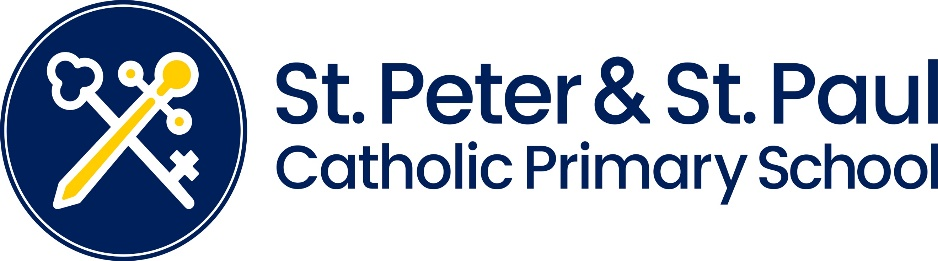 St. Peter & St. Paul
Catholic Primary School